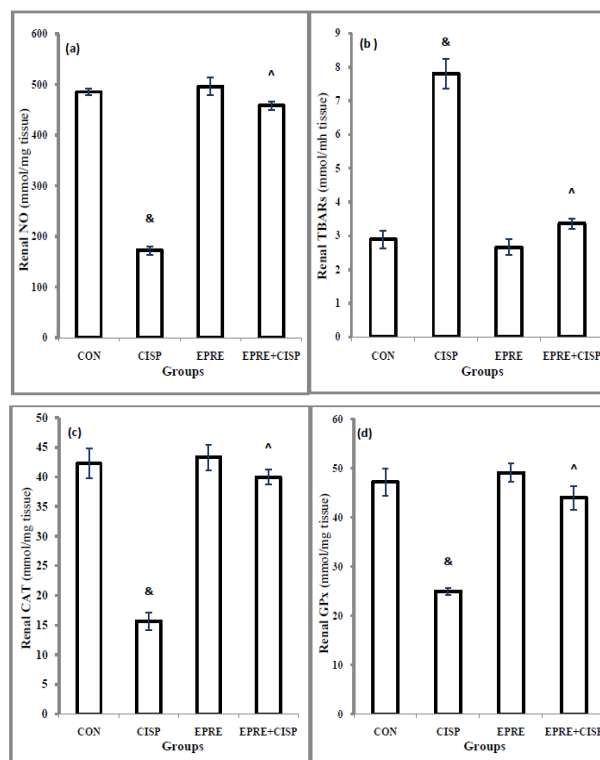 (a)
Renal NO (mmol/mg tissue)
600
500
400
300
200
100
0
&
^
CON CISP EPRE EPRE+CISP
Groups
(b )
Renal TBARs (mmol/mh tissue)
9
8
7
6
5
4
3
2
1
0
&
^
CON CISP EPRE EPRE+CISP
Groups
(c)
Renal CAT (mmol/mg tissue)
50
45
40
35
30
25
20
15
10
5
0
&
^
CON CISP EPRE EPRE+CISP
Groups
(d)
Renal GPx (mmol/mg tissue)
60
50
40
30
20
10
0
&
^
CON CISP EPRE EPRE+CISP
Groups